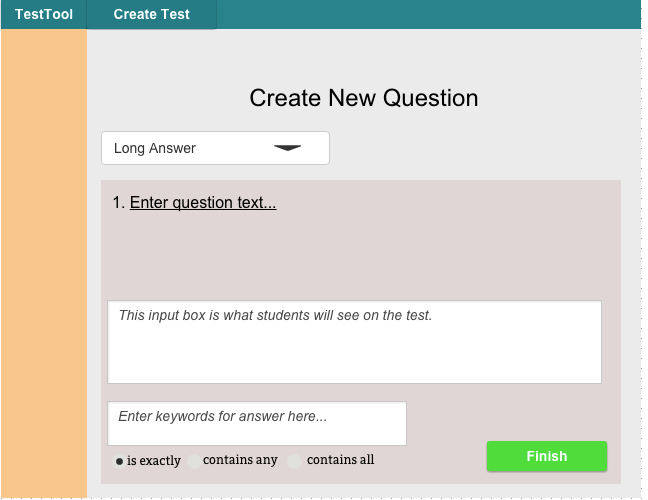 TestTool Create Test
Create New Question
Long Answer
1. Enter question text...
This input box is what students will see on the test.
Enter keywords for answer here...
is exactly contains any contains all
Finish